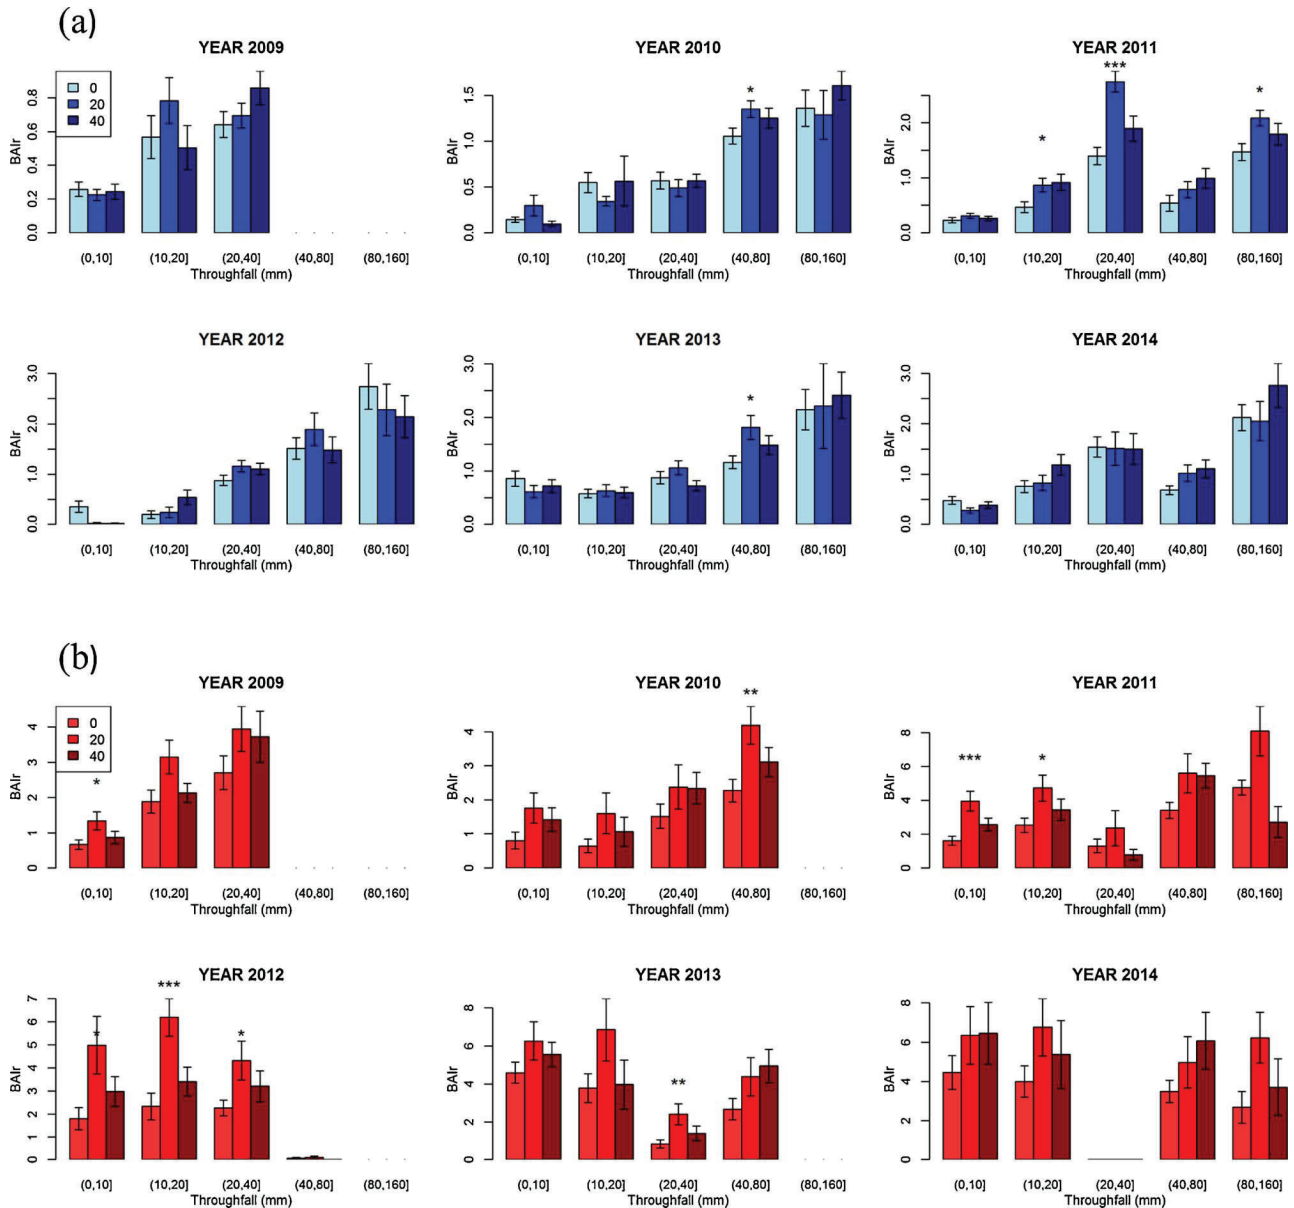 (a)
YEAR 2009
YEAR 2010
YEAR 2011
0
20
40
BAIr
0.0 0.2 0.4 0.6 0.8
(0,10] (10,20] (20,40] (40,80] (80,160]
Throughfall (mm)
*
BAIr
0.0 0.5 1.0 1.5
(0,10] (10,20] (20,40] (40,80] (80,160]
Throughfall (mm)
* *** *
BAIr
0.0 1.0 2.0
(0,10] (10,20] (20,40] (40,80] (80,160]
Throughfall (mm)
YEAR 2012
YEAR 2013
YEAR 2014
BAIr
0.0 1.0 2.0 3.0
(0,10] (10,20] (20,40] (40,80] (80,160]
Throughfall (mm)
*
BAIr
0.0 1.0 2.0 3.0
(0,10] (10,20] (20,40] (40,80] (80,160]
Throughfall (mm)
BAIr
0.0 1.0 2.0 3.0
(0,10] (10,20] (20,40] (40,80] (80,160]
Throughfall (mm)
(b)
YEAR 2009
YEAR 2010
YEAR 2011
0
20
40
*
BAIr
0 1 2 3 4
(0,10] (10,20] (20,40] (40,80] (80,160]
Throughfall (mm)
**
BAIr
0 1 2 3 4
(0,10] (10,20] (20,40] (40,80] (80,160]
Throughfall (mm)
*** *
BAIr
0 2 4 6 8
(0,10] (10,20] (20,40] (40,80] (80,160]
Throughfall (mm)
YEAR 2012
YEAR 2013
YEAR 2014
* *** *
BAIr
0 1 2 3 4 5 6 7
(0,10] (10,20] (20,40] (40,80] (80,160]
Throughfall (mm)
**
BAIr
0 2 4 6 8
(0,10] (10,20] (20,40] (40,80] (80,160]
Throughfall (mm)
BAIr
0 2 4 6 8
(0,10] (10,20] (20,40] (40,80] (80,160]
Throughfall (mm)